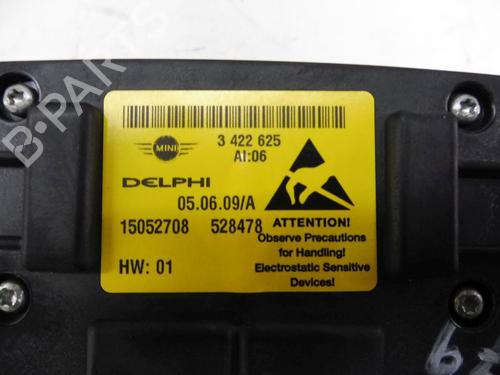 B-PARTS
3 422 625
MINI
AI:06
DELPHI
05.06.09/A
15052708 528478
HW: 01
ATTENTION!
Observe Precautions
for Handling!
Electrostatic Sensitive
Devices!